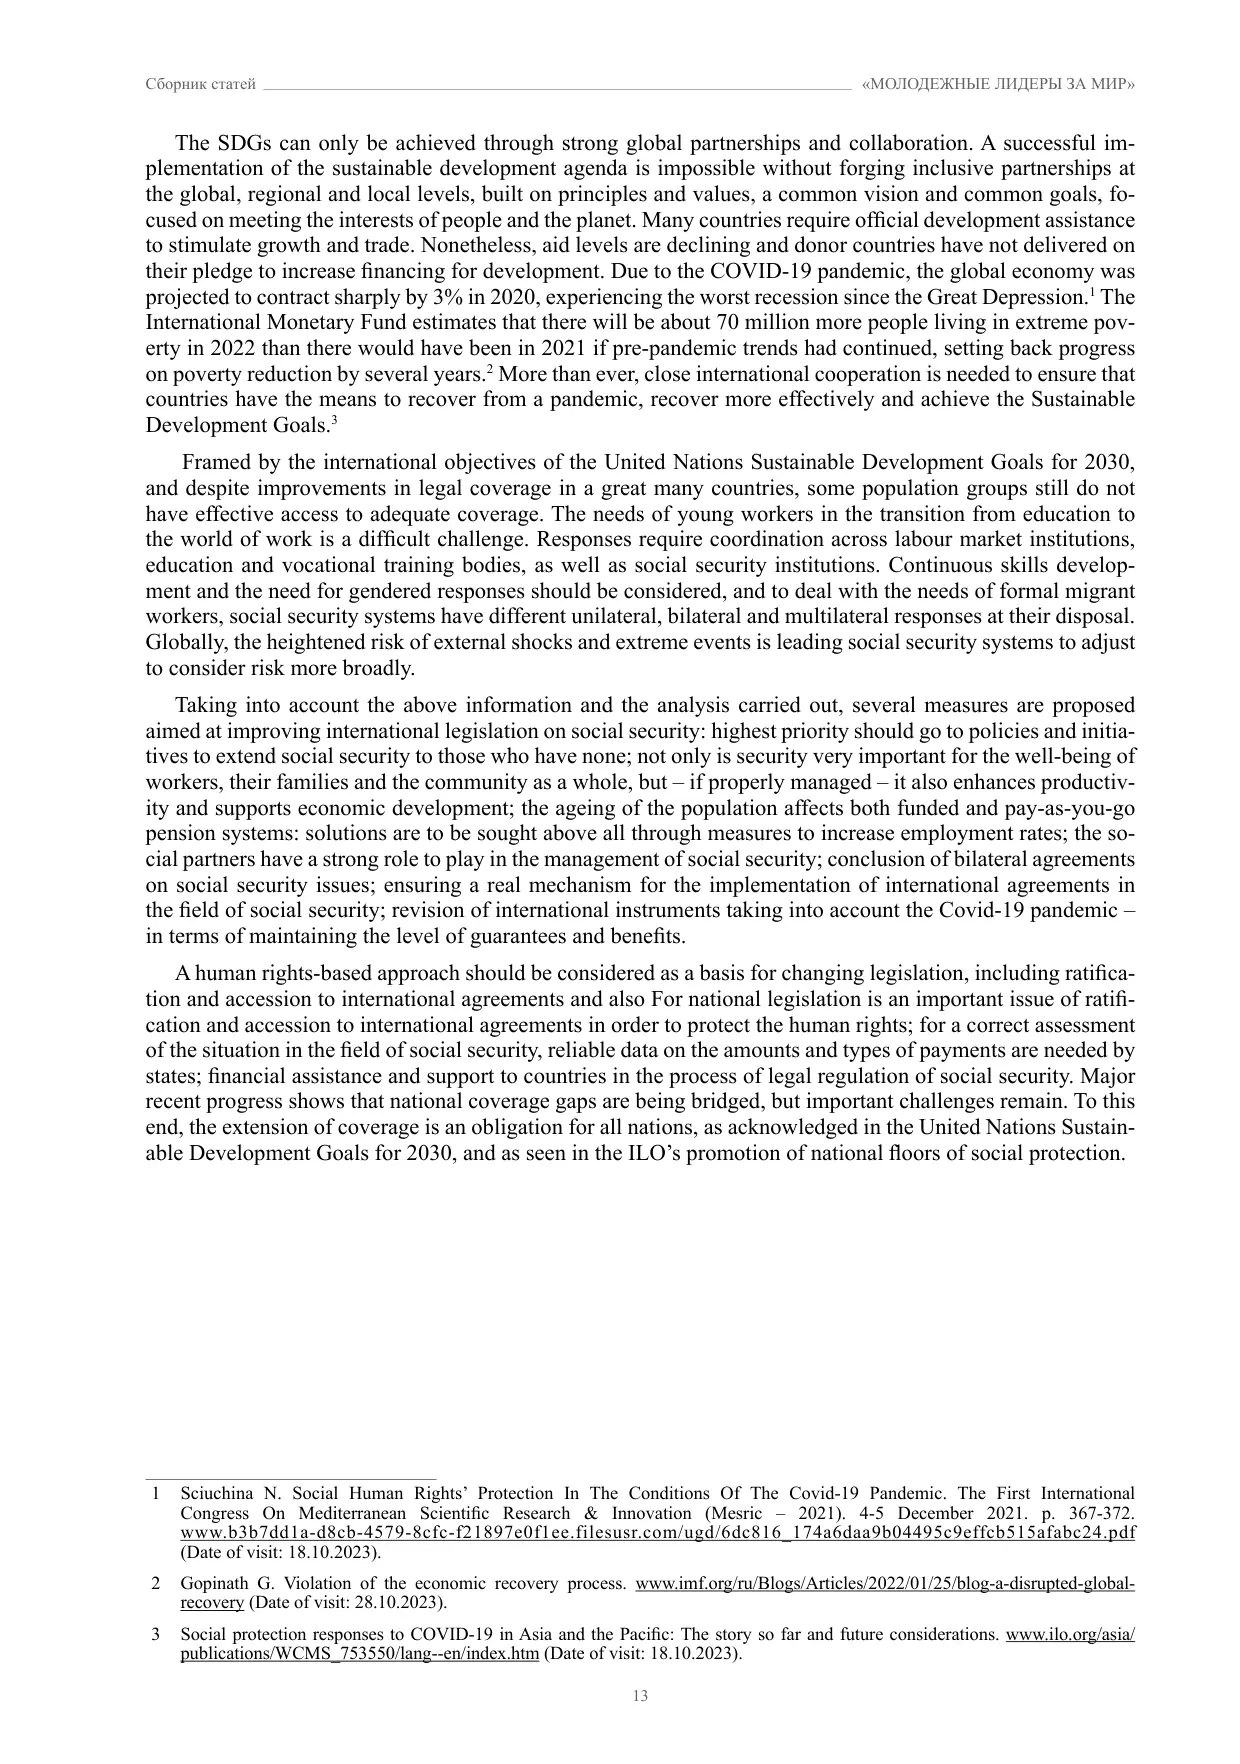 Сборник статей «МОЛОДЕЖНЫЕ ЛИДЕРЫ ЗА МИР»
The SDGs can only be achieved through strong global partnerships and collaboration. A successful im-
plementation of the sustainable development agenda is impossible without forging inclusive partnerships at
the global, regional and local levels, built on principles and values, a common vision and common goals, fo-
cused on meeting the interests of people and the planet. Many countries require official development assistance
to stimulate growth and trade. Nonetheless, aid levels are declining and donor countries have not delivered on
their pledge to increase financing for development. Due to the COVID-19 pandemic, the global economy was
projected to contract sharply by 3% in 2020, experiencing the worst recession since the Great Depression.1 The
International Monetary Fund estimates that there will be about 70 million more people living in extreme pov-
erty in 2022 than there would have been in 2021 if pre-pandemic trends had continued, setting back progress
on poverty reduction by several years.2 More than ever, close international cooperation is needed to ensure that
countries have the means to recover from a pandemic, recover more effectively and achieve the Sustainable
Development Goals.3
Framed by the international objectives of the United Nations Sustainable Development Goals for 2030,
and despite improvements in legal coverage in a great many countries, some population groups still do not
have effective access to adequate coverage. The needs of young workers in the transition from education to
the world of work is a difficult challenge. Responses require coordination across labour market institutions,
education and vocational training bodies, as well as social security institutions. Continuous skills develop-
ment and the need for gendered responses should be considered, and to deal with the needs of formal migrant
workers, social security systems have different unilateral, bilateral and multilateral responses at their disposal.
Globally, the heightened risk of external shocks and extreme events is leading social security systems to adjust
to consider risk more broadly.
Taking into account the above information and the analysis carried out, several measures are proposed
aimed at improving international legislation on social security: highest priority should go to policies and initia-
tives to extend social security to those who have none; not only is security very important for the well-being of
workers, their families and the community as a whole, but – if properly managed – it also enhances productiv-
ity and supports economic development; the ageing of the population affects both funded and pay-as-you-go
pension systems: solutions are to be sought above all through measures to increase employment rates; the so-
cial partners have a strong role to play in the management of social security; conclusion of bilateral agreements
on social security issues; ensuring a real mechanism for the implementation of international agreements in
the field of social security; revision of international instruments taking into account the Covid-19 pandemic –
in terms of maintaining the level of guarantees and benefits.
A human rights-based approach should be considered as a basis for changing legislation, including ratifica-
tion and accession to international agreements and also For national legislation is an important issue of ratifi-
cation and accession to international agreements in order to protect the human rights; for a correct assessment
of the situation in the field of social security, reliable data on the amounts and types of payments are needed by
states; financial assistance and support to countries in the process of legal regulation of social security. Major
recent progress shows that national coverage gaps are being bridged, but important challenges remain. To this
end, the extension of coverage is an obligation for all nations, as acknowledged in the United Nations Sustain-
able Development Goals for 2030, and as seen in the ILO’s promotion of national floors of social protection.
1 Sciuchina N. Social Human Rights’ Protection In The Conditions Of The Covid-19 Pandemic. The First International
Congress On Mediterranean Scientific Research & Innovation (Mesric – 2021). 4-5 December 2021. p. 367-372.
www.b3b7dd1a-d8cb-4579-8cfc-f21897e0f1ee.filesusr.com/ugd/6dc816_174a6daa9b04495c9effcb515afabc24.pdf
(Date of visit: 18.10.2023).
2 Gopinath G. Violation of the economic recovery process. www.imf.org/ru/Blogs/Articles/2022/01/25/blog-a-disrupted-global-
recovery (Date of visit: 28.10.2023).
3 Social protection responses to COVID-19 in Asia and the Pacific: The story so far and future considerations. www.ilo.org/asia/
publications/WCMS_753550/lang--en/index.htm (Date of visit: 18.10.2023).
13